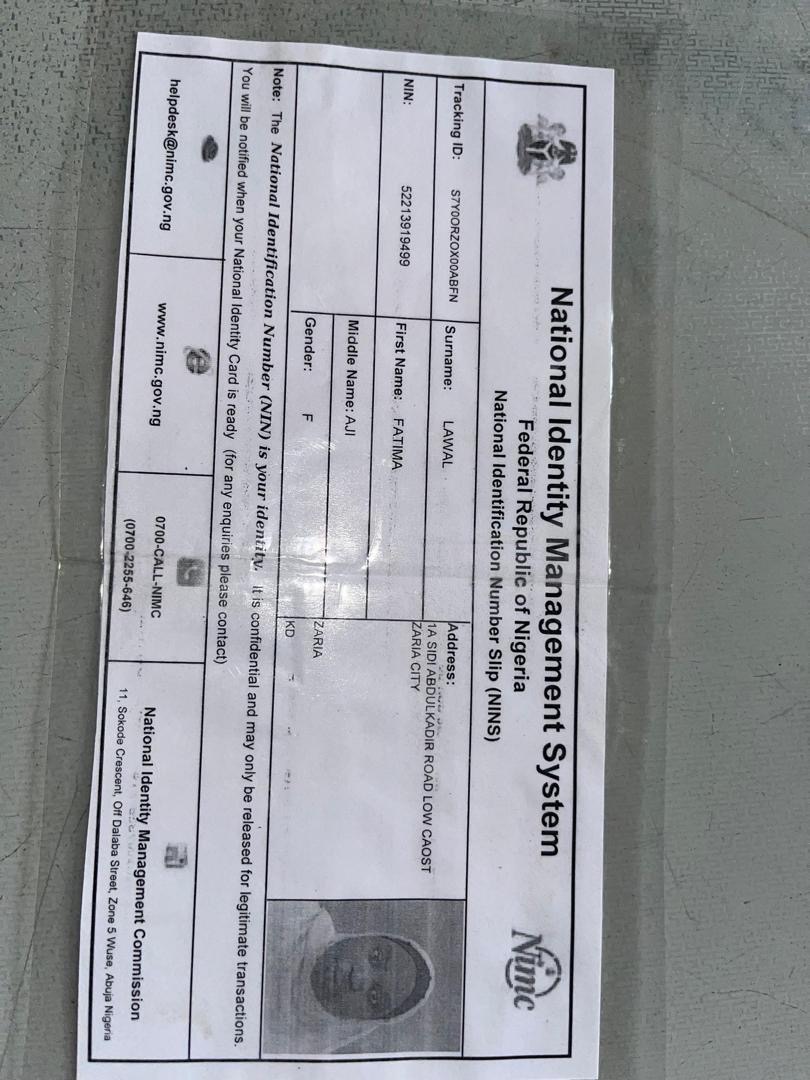 National Identity Management System
Federal Republic of Nigeria
National Identification Number Slip (NINS)
Nimc
Tracking ID: S7Y0ORZOX00ABFN
Surname: LAWAL
Address:
1A SIDI ABDULKADIR ROAD LOW CAOST
ZARIA CITY
NIN: 52213919499
First Name: FATIMA
Middle Name: AJI
Gender: F
ZARIA
KD
Note: The National Identification Number (NIN) is your identity. It is confidential and may only be released for legitimate transactions.
You will be notified when your National Identity Card is ready (for any enquiries please contact)
helpdesk@nimc.gov.ng
www.nimc.gov.ng
0700-CALL-NIMC
(0700-2255-646)
National Identity Management Commission
11, Sokode Crescent, Off Dalaba Street, Zone 5 Wuse, Abuja Nigeria